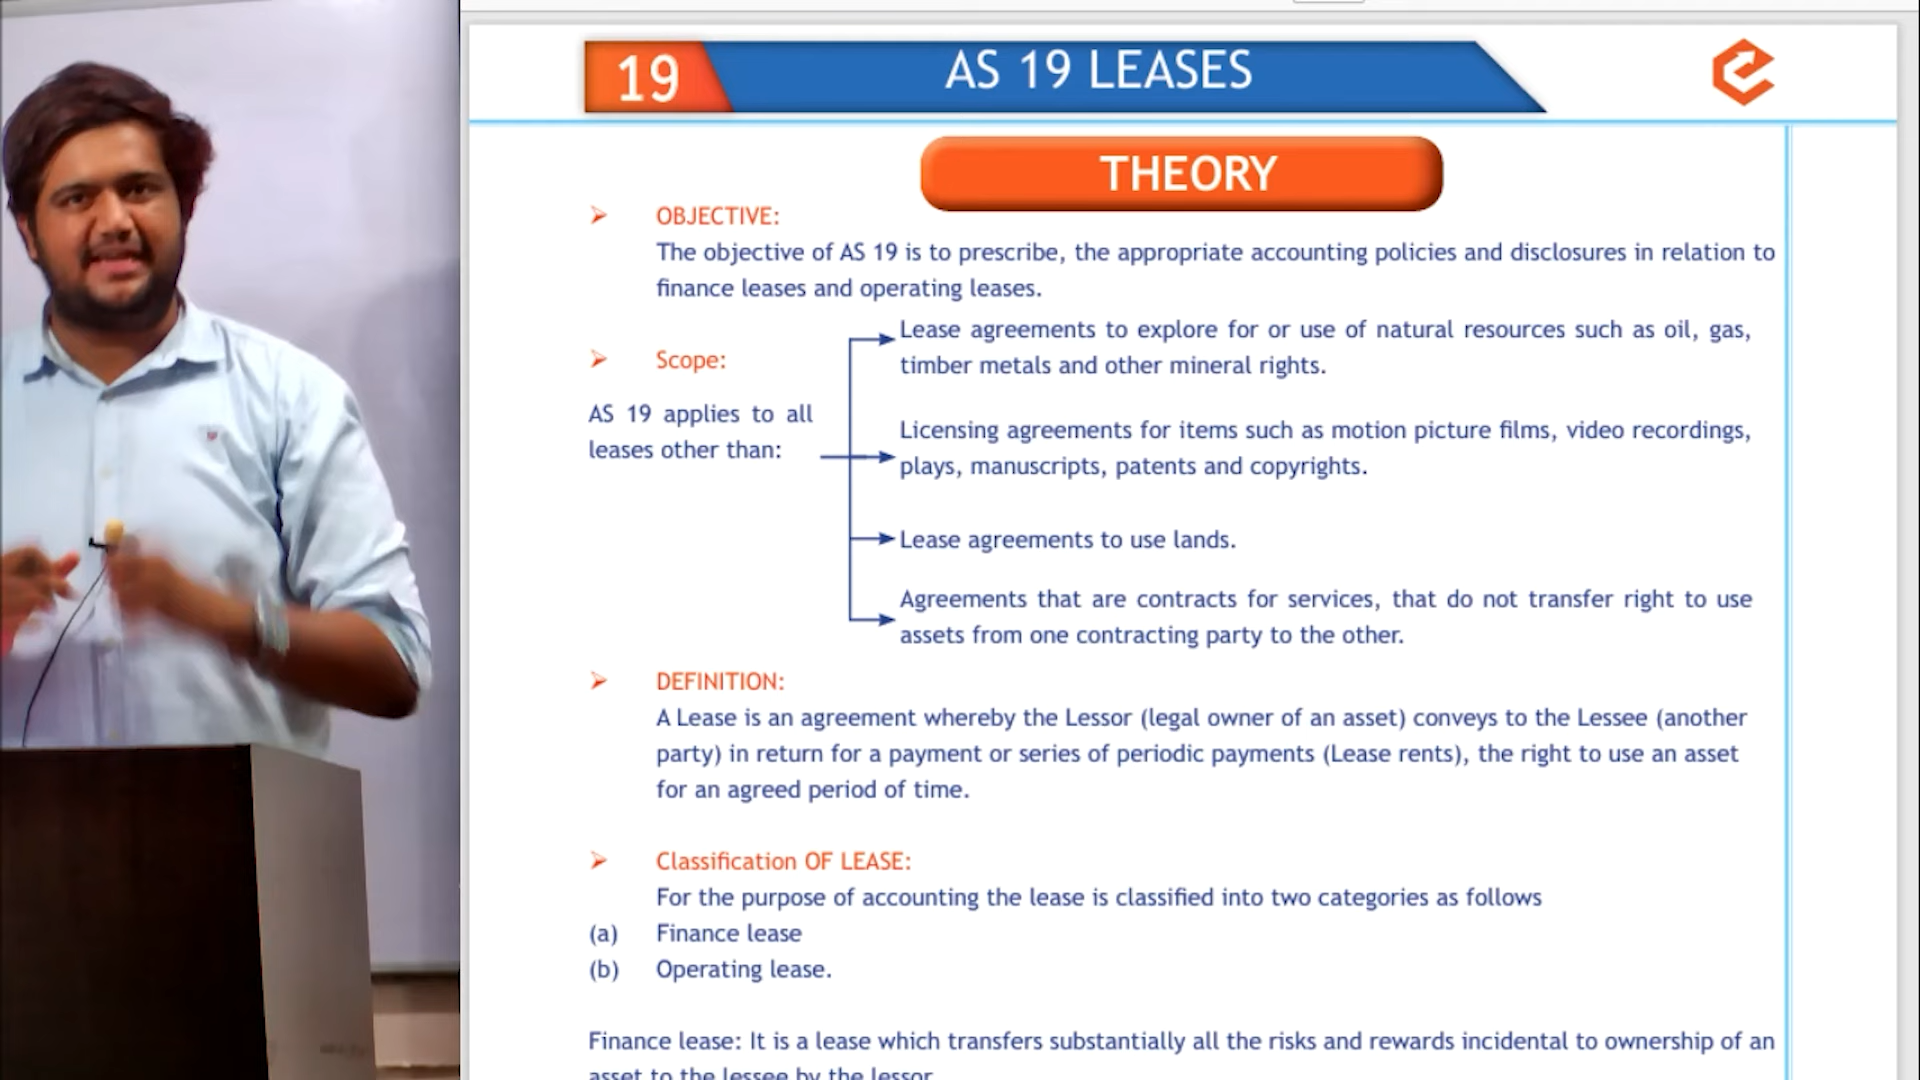 19
AS 19 LEASES
THEORY
➢ OBJECTIVE:
The objective of AS 19 is to prescribe, the appropriate accounting policies and disclosures in relation to
finance leases and operating leases.
➢ Scope:
AS 19 applies to all
leases other than:
Lease agreements to explore for or use of natural resources such as oil, gas,
timber metals and other mineral rights.
Licensing agreements for items such as motion picture films, video recordings,
plays, manuscripts, patents and copyrights.
Lease agreements to use lands.
Agreements that are contracts for services, that do not transfer right to use
assets from one contracting party to the other.
➢ DEFINITION:
A Lease is an agreement whereby the Lessor (legal owner of an asset) conveys to the Lessee (another
party) in return for a payment or series of periodic payments (Lease rents), the right to use an asset
for an agreed period of time.
➢ Classification OF LEASE:
For the purpose of accounting the lease is classified into two categories as follows
(a) Finance lease
(b) Operating lease.
Finance lease: It is a lease which transfers substantially all the risks and rewards incidental to ownership of an
asset to the lessee by the lessor